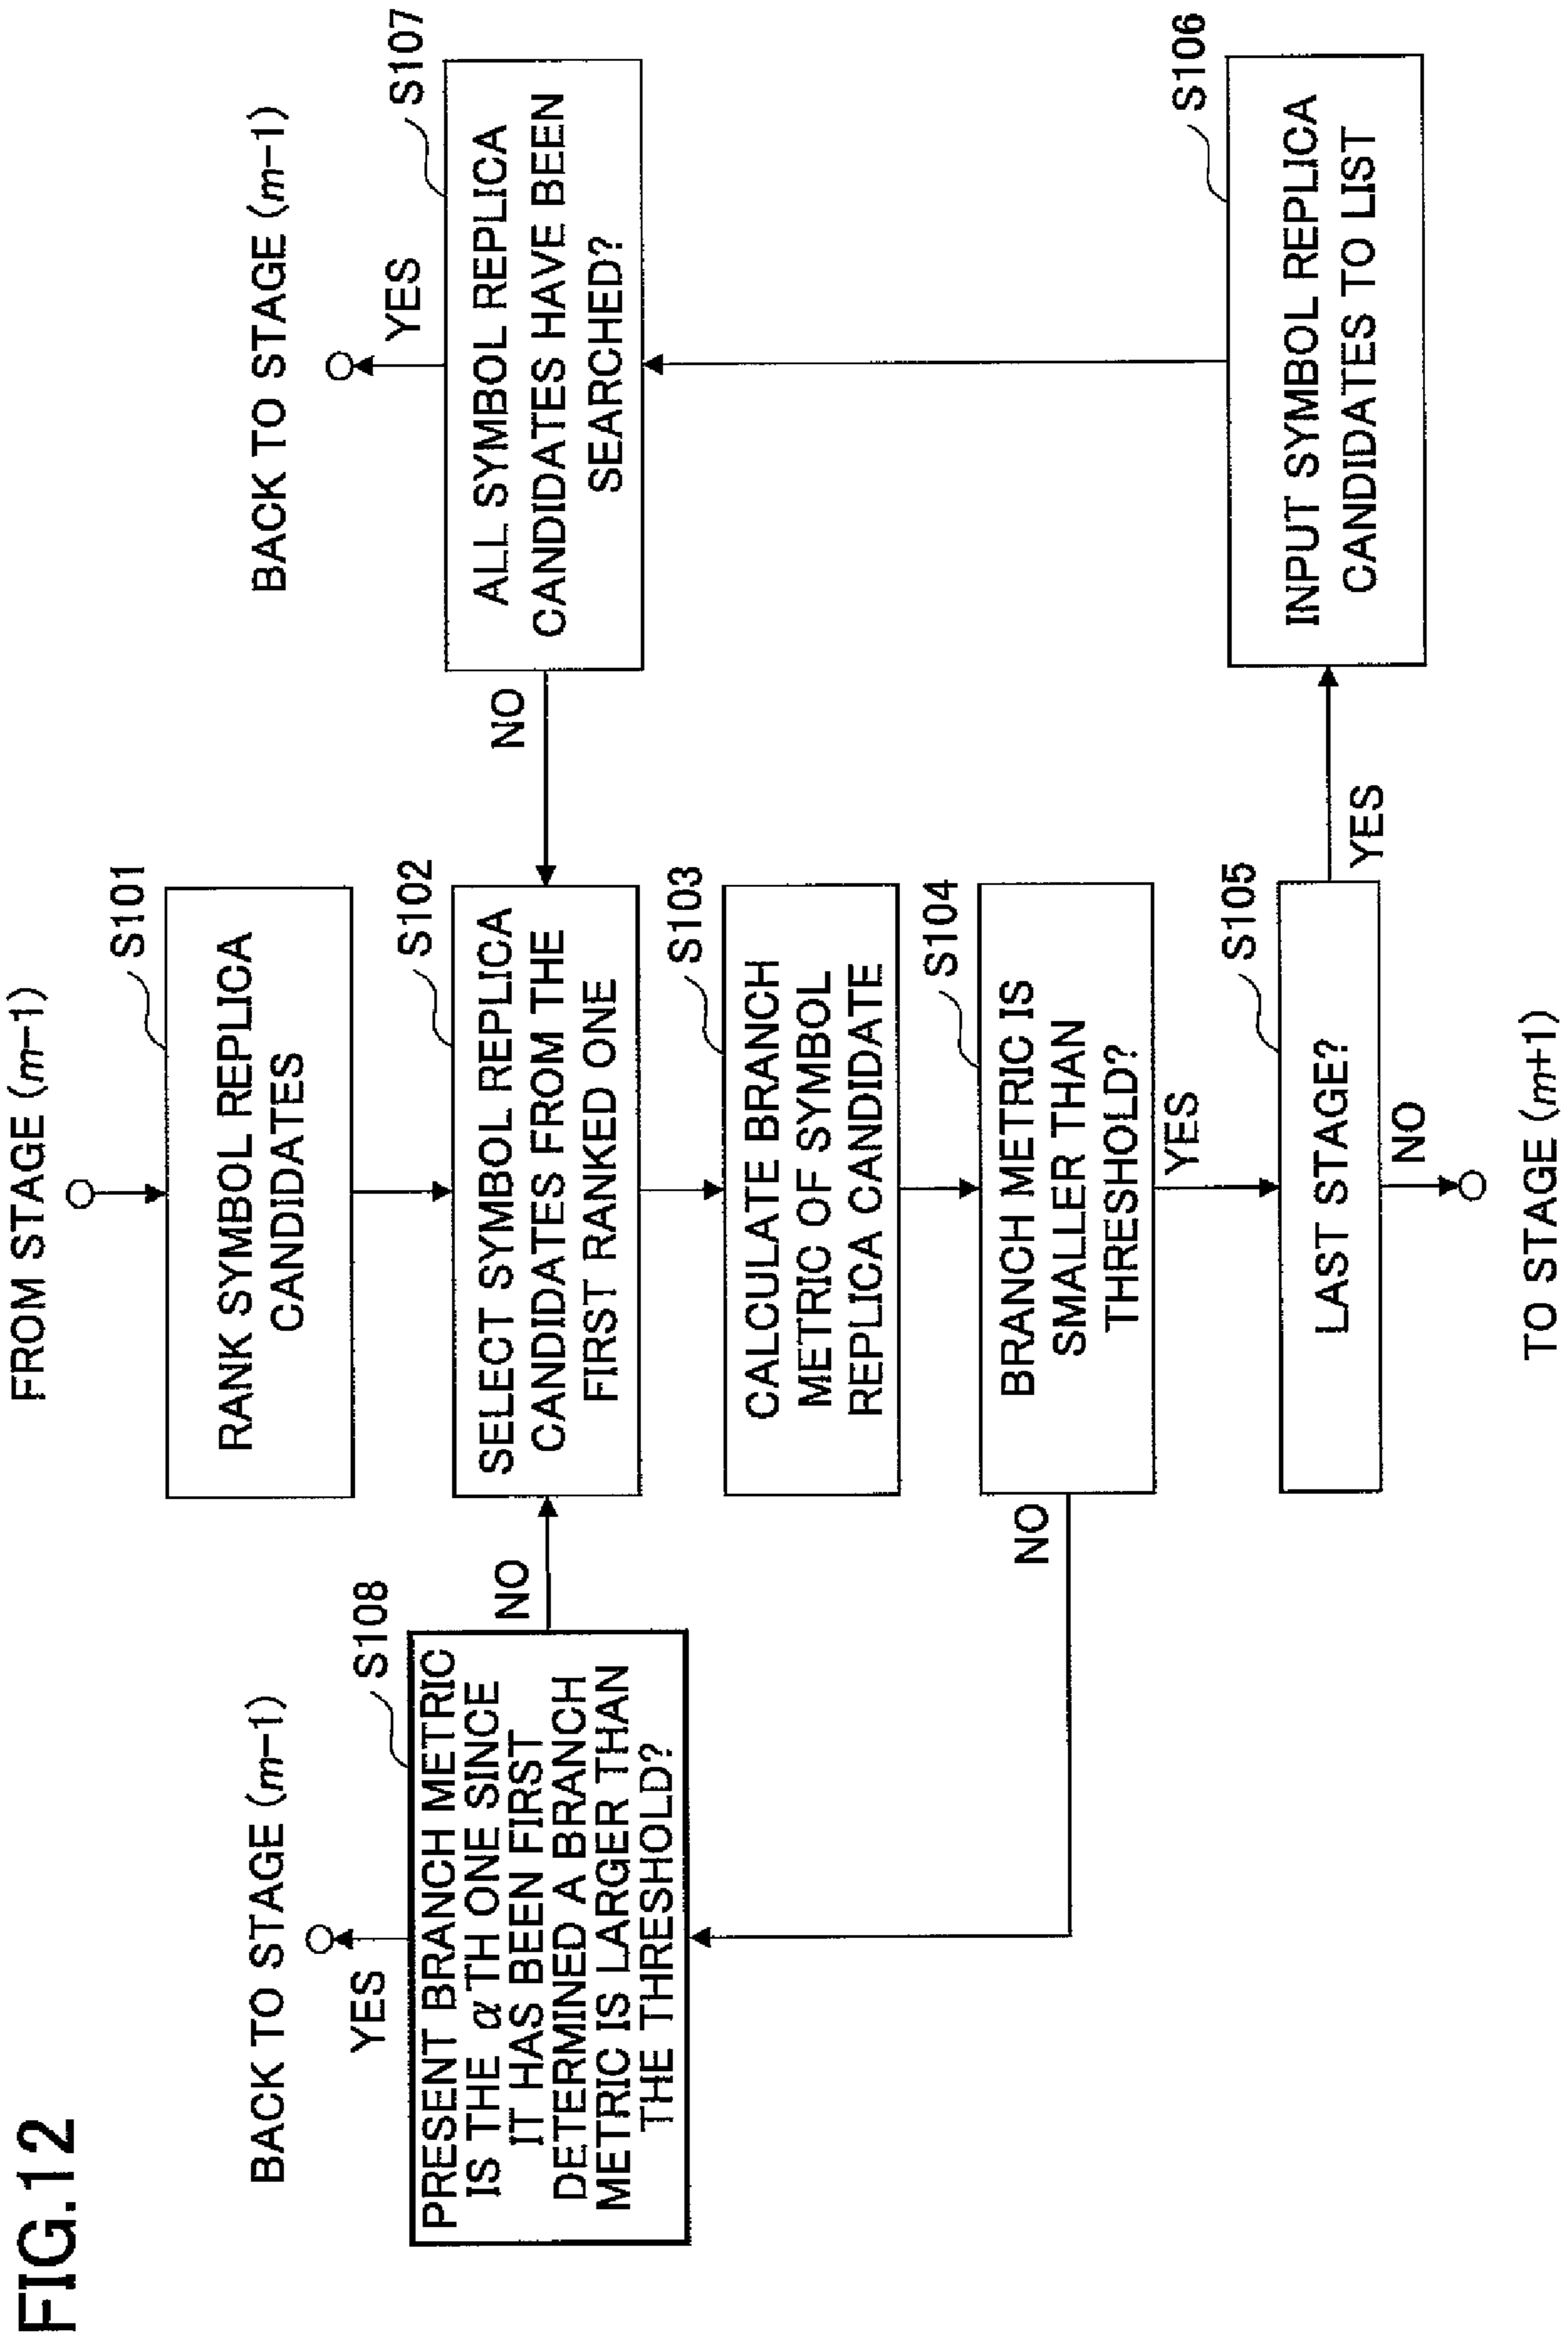 FIG.12
FROM STAGE (m-1)
S101
RANK SYMBOL REPLICA
CANDIDATES
S102
SELECT SYMBOL REPLICA
CANDIDATES FROM THE
FIRST RANKED ONE
S103
CALCULATE BRANCH
METRIC OF SYMBOL
REPLICA CANDIDATE
S104
BRANCH METRIC IS
SMALLER THAN
THRESHOLD?
YES
NO
S105
LAST STAGE?
NO
YES
TO STAGE (m+1)
BACK TO STAGE (m-1)
YES
S108
PRESENT BRANCH METRIC
IS THE α TH ONE SINCE
IT HAS BEEN FIRST
DETERMINED A BRANCH
METRIC IS LARGER THAN
THE THRESHOLD?
NO
BACK TO STAGE (m-1)
YES
S107
ALL SYMBOL REPLICA
CANDIDATES HAVE BEEN
SEARCHED?
NO
S106
INPUT SYMBOL REPLICA
CANDIDATES TO LIST